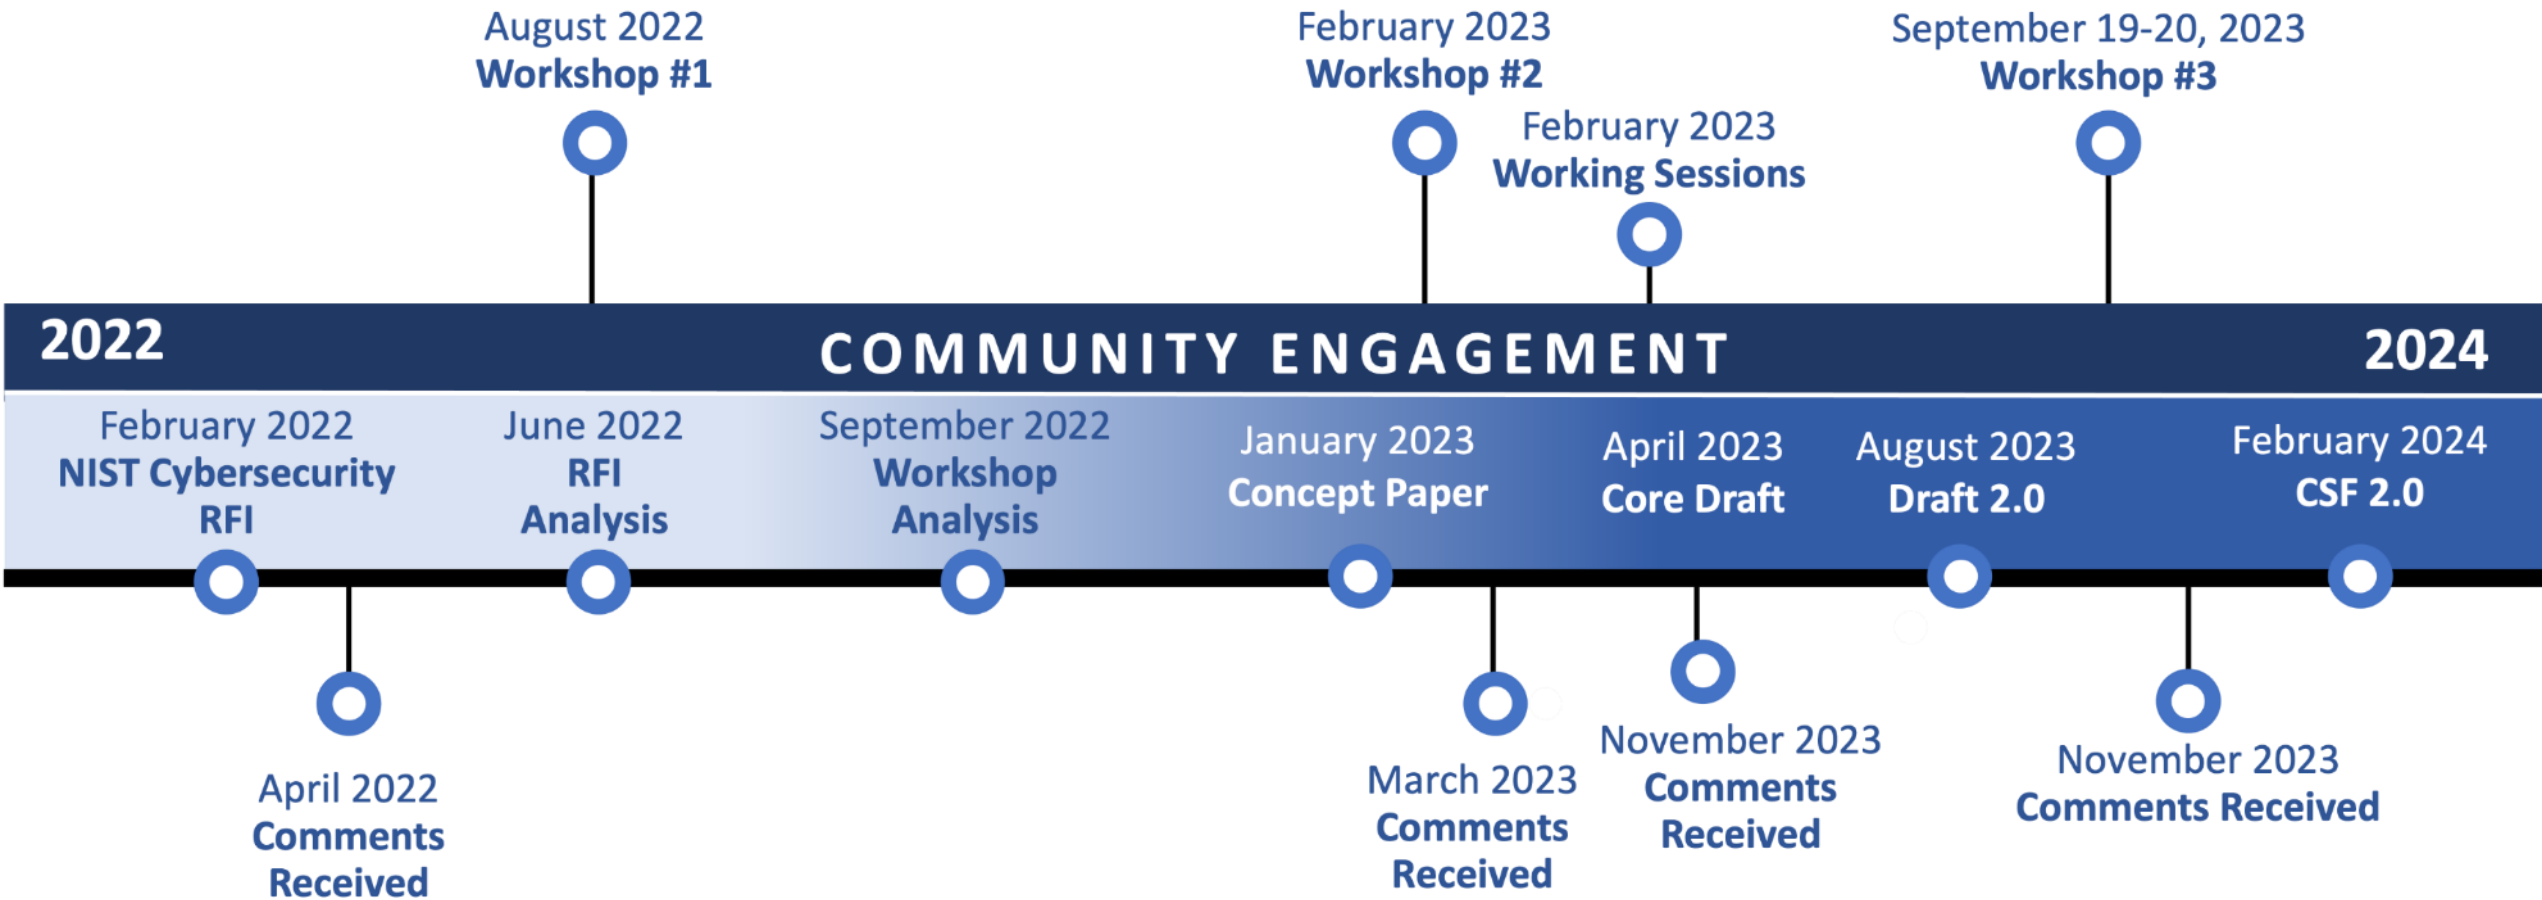 August 2022
Workshop #1
February 2023
Workshop #2
February 2023
Working Sessions
September 19-20, 2023
Workshop #3
2022
COMMUNITY ENGAGEMENT
2024
February 2022
NIST Cybersecurity
RFI
June 2022
RFI
Analysis
September 2022
Workshop
Analysis
January 2023
Concept Paper
April 2023
Core Draft
August 2023
Draft 2.0
February 2024
CSF 2.0
April 2022
Comments
Received
March 2023
Comments
Received
November 2023
Comments
Received
November 2023
Comments Received